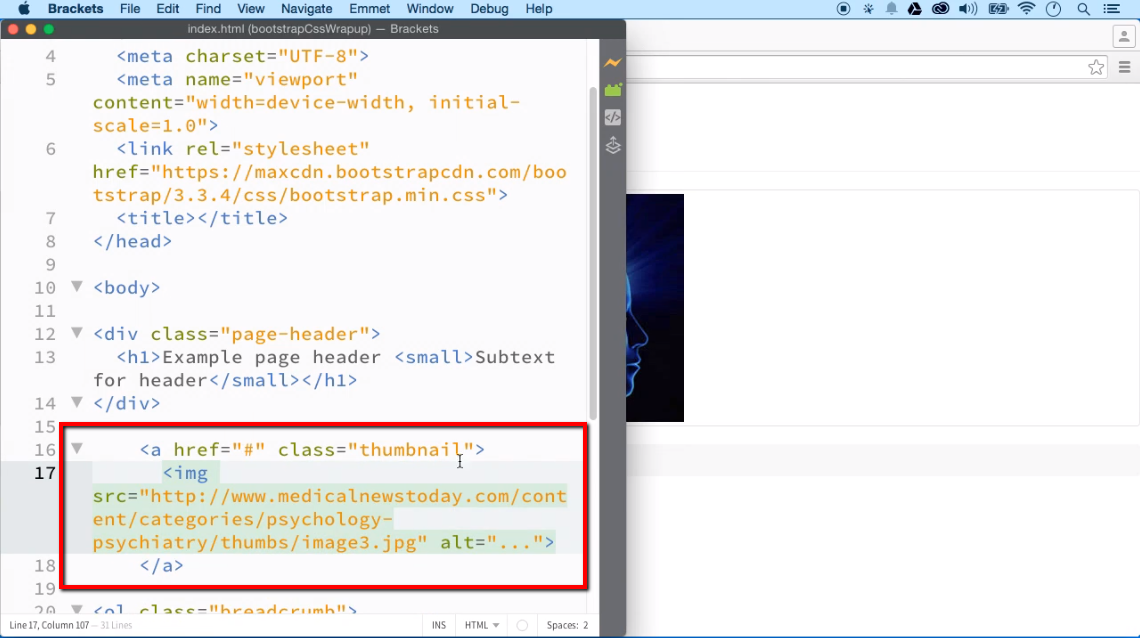 Brackets File Edit Find View Navigate Emmet Window Debug Help
index.html (bootstrapCssWrapup) — Brackets
4 <meta charset="UTF-8">
5 <meta name="viewport"
content="width=device-width, initial-
scale=1.0">
6 <link rel="stylesheet"
href="https://maxcdn.bootstrapcdn.com/boo
tstrap/3.3.4/css/bootstrap.min.css">
7 <title></title>
8 </head>
9
10 <body>
11
12 <div class="page-header">
13 <h1>Example page header <small>Subtext
for header</small></h1>
14 </div>
15
16 <a href="#" class="thumbnail">
17 <img
src="http://www.medicalnewstoday.com/cont
ent/categories/psychology-
psychiatry/thumbs/image3.jpg" alt="...">
18 </a>
19
20 <ol class="breadcrumb">
Line 17, Column 107 — 31 Lines INS HTML Spaces: 2